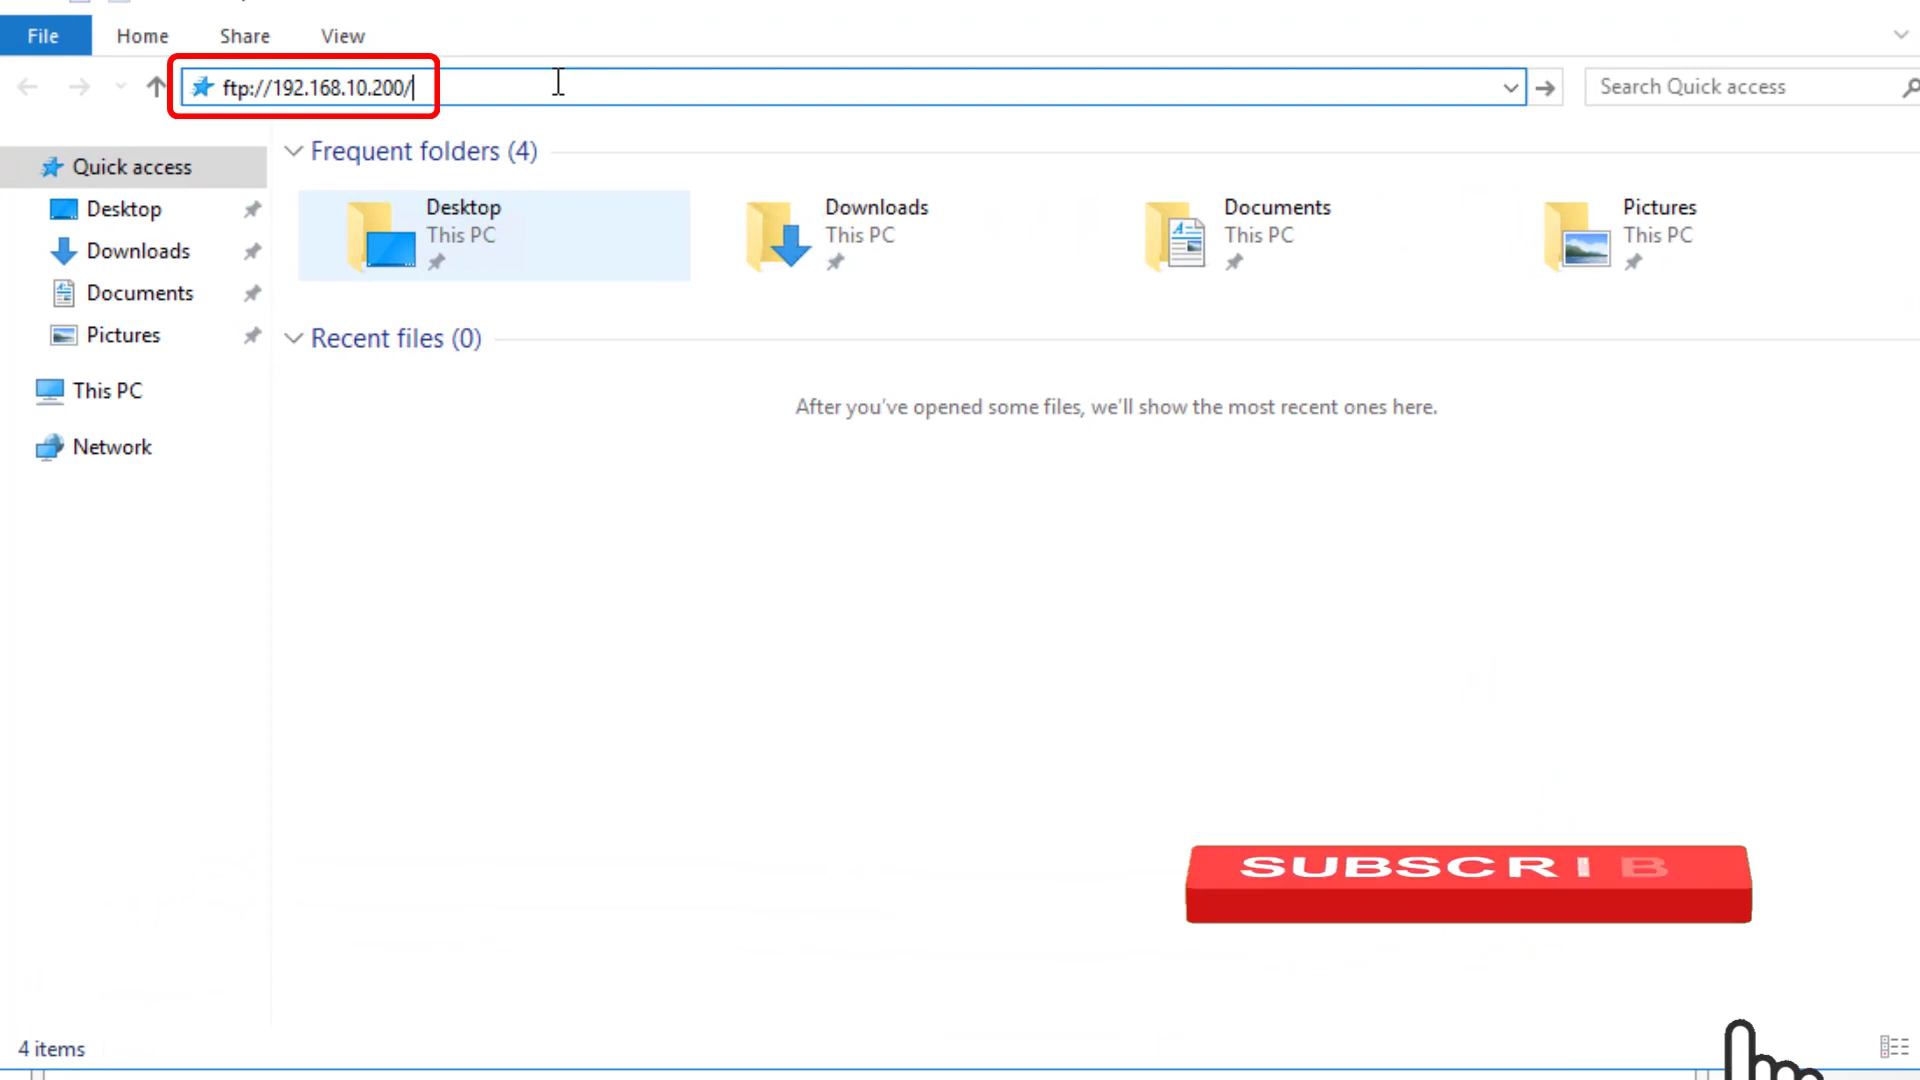 File Home Share View
ftp://192.168.10.200/
Search Quick access
Quick access
Desktop
Downloads
Documents
Pictures
This PC
Network
Frequent folders (4)
Desktop
This PC
Downloads
This PC
Documents
This PC
Pictures
This PC
Recent files (0)
After you've opened some files, we'll show the most recent ones here.
SUBSCRIB
4 items